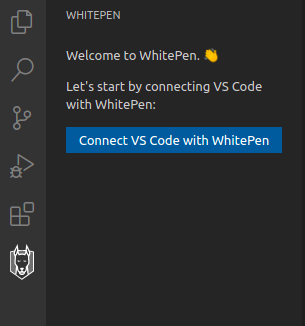 WHITEPEN
Welcome to WhitePen. 👋
Let's start by connecting VS Code
with WhitePen:
Connect VS Code with WhitePen